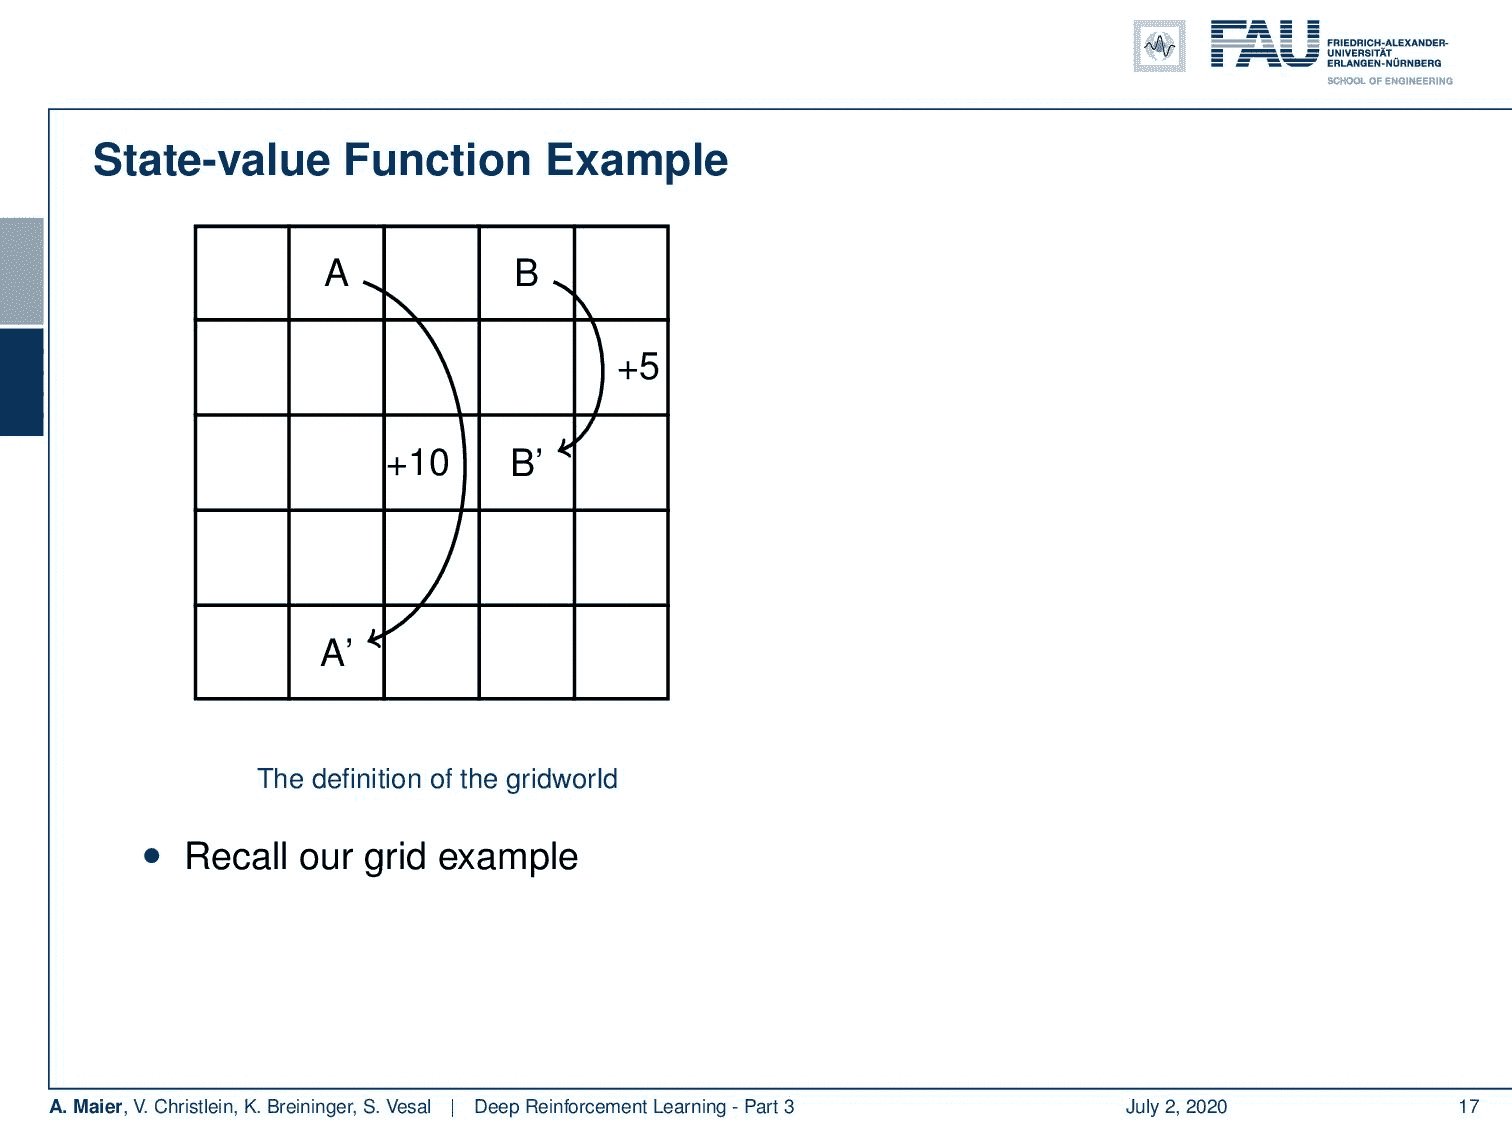 FAU
FRIEDRICH-ALEXANDER-
UNIVERSITÄT
ERLANGEN-NÜRNBERG
SCHOOL OF ENGINEERING
State-value Function Example
A
B
+5
+10
B’
A’
The definition of the gridworld
• Recall our grid example
A. Maier, V. Christlein, K. Breininger, S. Vesal | Deep Reinforcement Learning - Part 3
July 2, 2020
17